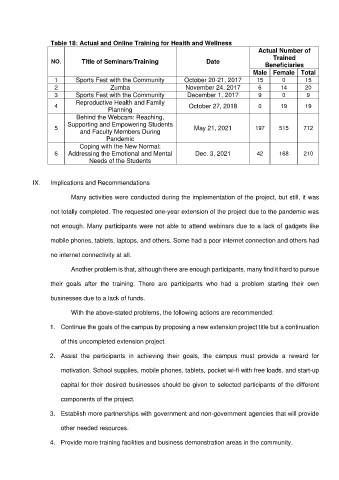 Table 18: Actual and Online Training for Health and Wellness
NO. Title of Seminars/Training Date Actual Number of Trained Beneficiaries
Male Female Total
1 Sports Fest with the Community October 20-21, 2017 15 0 15
2 Zumba November 24, 2017 6 14 20
3 Sports Fest with the Community December 1, 2017 9 0 9
4 Reproductive Health and Family Planning October 27, 2018 0 19 19
5 Behind the Webcam: Reaching, Supporting and Empowering Students and Faculty Members During Pandemic May 21, 2021 197 515 712
6 Coping with the New Normal: Addressing the Emotional and Mental Needs of the Students Dec. 3, 2021 42 168 210
IX. Implications and Recommendations
Many activities were conducted during the implementation of the project, but still, it was
not totally completed. The requested one-year extension of the project due to the pandemic was
not enough. Many participants were not able to attend webinars due to a lack of gadgets like
mobile phones, tablets, laptops, and others. Some had a poor internet connection and others had
no internet connectivity at all.
Another problem is that, although there are enough participants, many find it hard to pursue
their goals after the training. There are participants who had a problem starting their own
businesses due to a lack of funds.
With the above-stated problems, the following actions are recommended:
1. Continue the goals of the campus by proposing a new extension project title but a continuation
of this uncompleted extension project.
2. Assist the participants in achieving their goals, the campus must provide a reward for
motivation. School supplies, mobile phones, tablets, pocket wi-fi with free loads, and start-up
capital for their desired businesses should be given to selected participants of the different
components of the project.
3. Establish more partnerships with government and non-government agencies that will provide
other needed resources.
4. Provide more training facilities and business demonstration areas in the community.